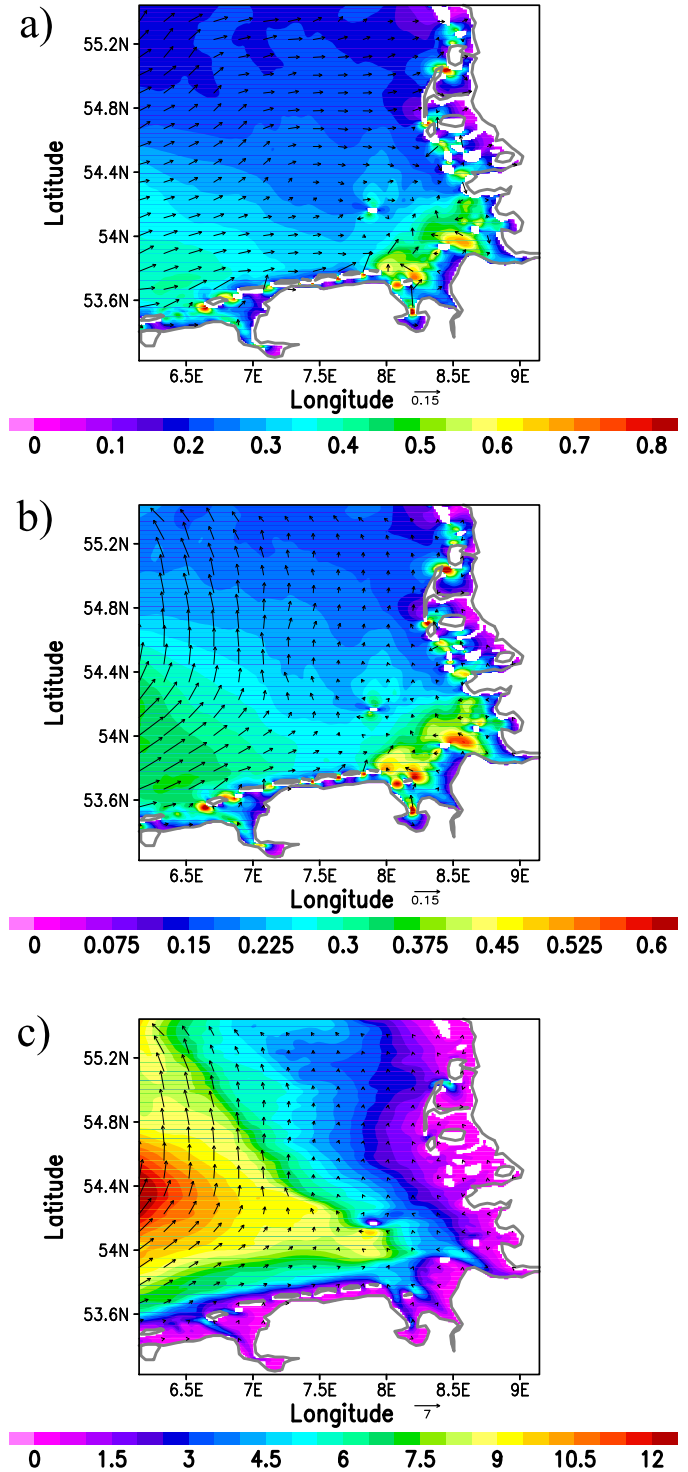 a)
55.2N
54.8N
54.4N
54N
53.6N
Latitude
6.5E 7E 7.5E 8E 8.5E 9E
Longitude
0.15
0 0.1 0.2 0.3 0.4 0.5 0.6 0.7 0.8
b)
55.2N
54.8N
54.4N
54N
53.6N
Latitude
6.5E 7E 7.5E 8E 8.5E 9E
Longitude
0.15
0 0.075 0.15 0.225 0.3 0.375 0.45 0.525 0.6
c)
55.2N
54.8N
54.4N
54N
53.6N
Latitude
6.5E 7E 7.5E 8E 8.5E 9E
Longitude
7
0 1.5 3 4.5 6 7.5 9 10.5 12